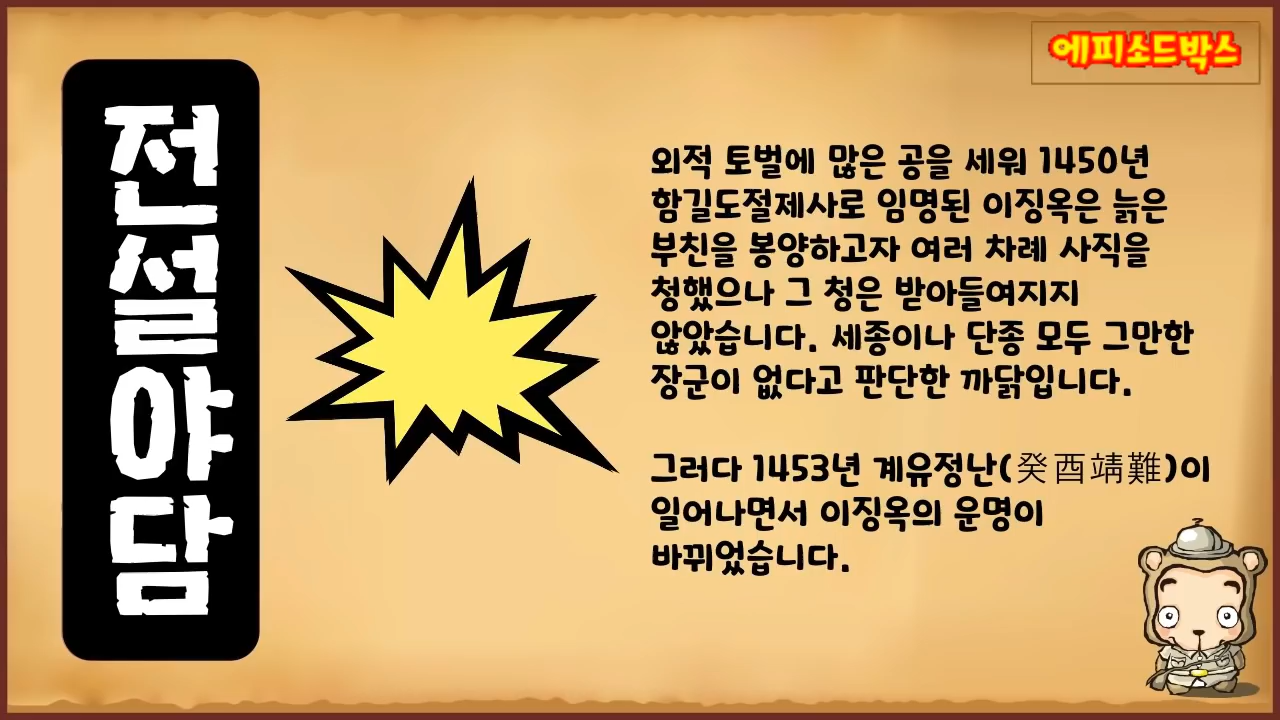 에피소드박스
전설야담
외적 토벌에 많은 공을 세워 1450년
함길도절제사로 임명된 이징옥은 늙은
부친을 봉양하고자 여러 차례 사직을
청했으나 그 청은 받아들여지지
않았습니다. 세종이나 단종 모두 그만한
장군이 없다고 판단한 까닭입니다.
그러다 1453년 계유정난(癸酉靖難)이
일어나면서 이징옥의 운명이
바뀌었습니다.